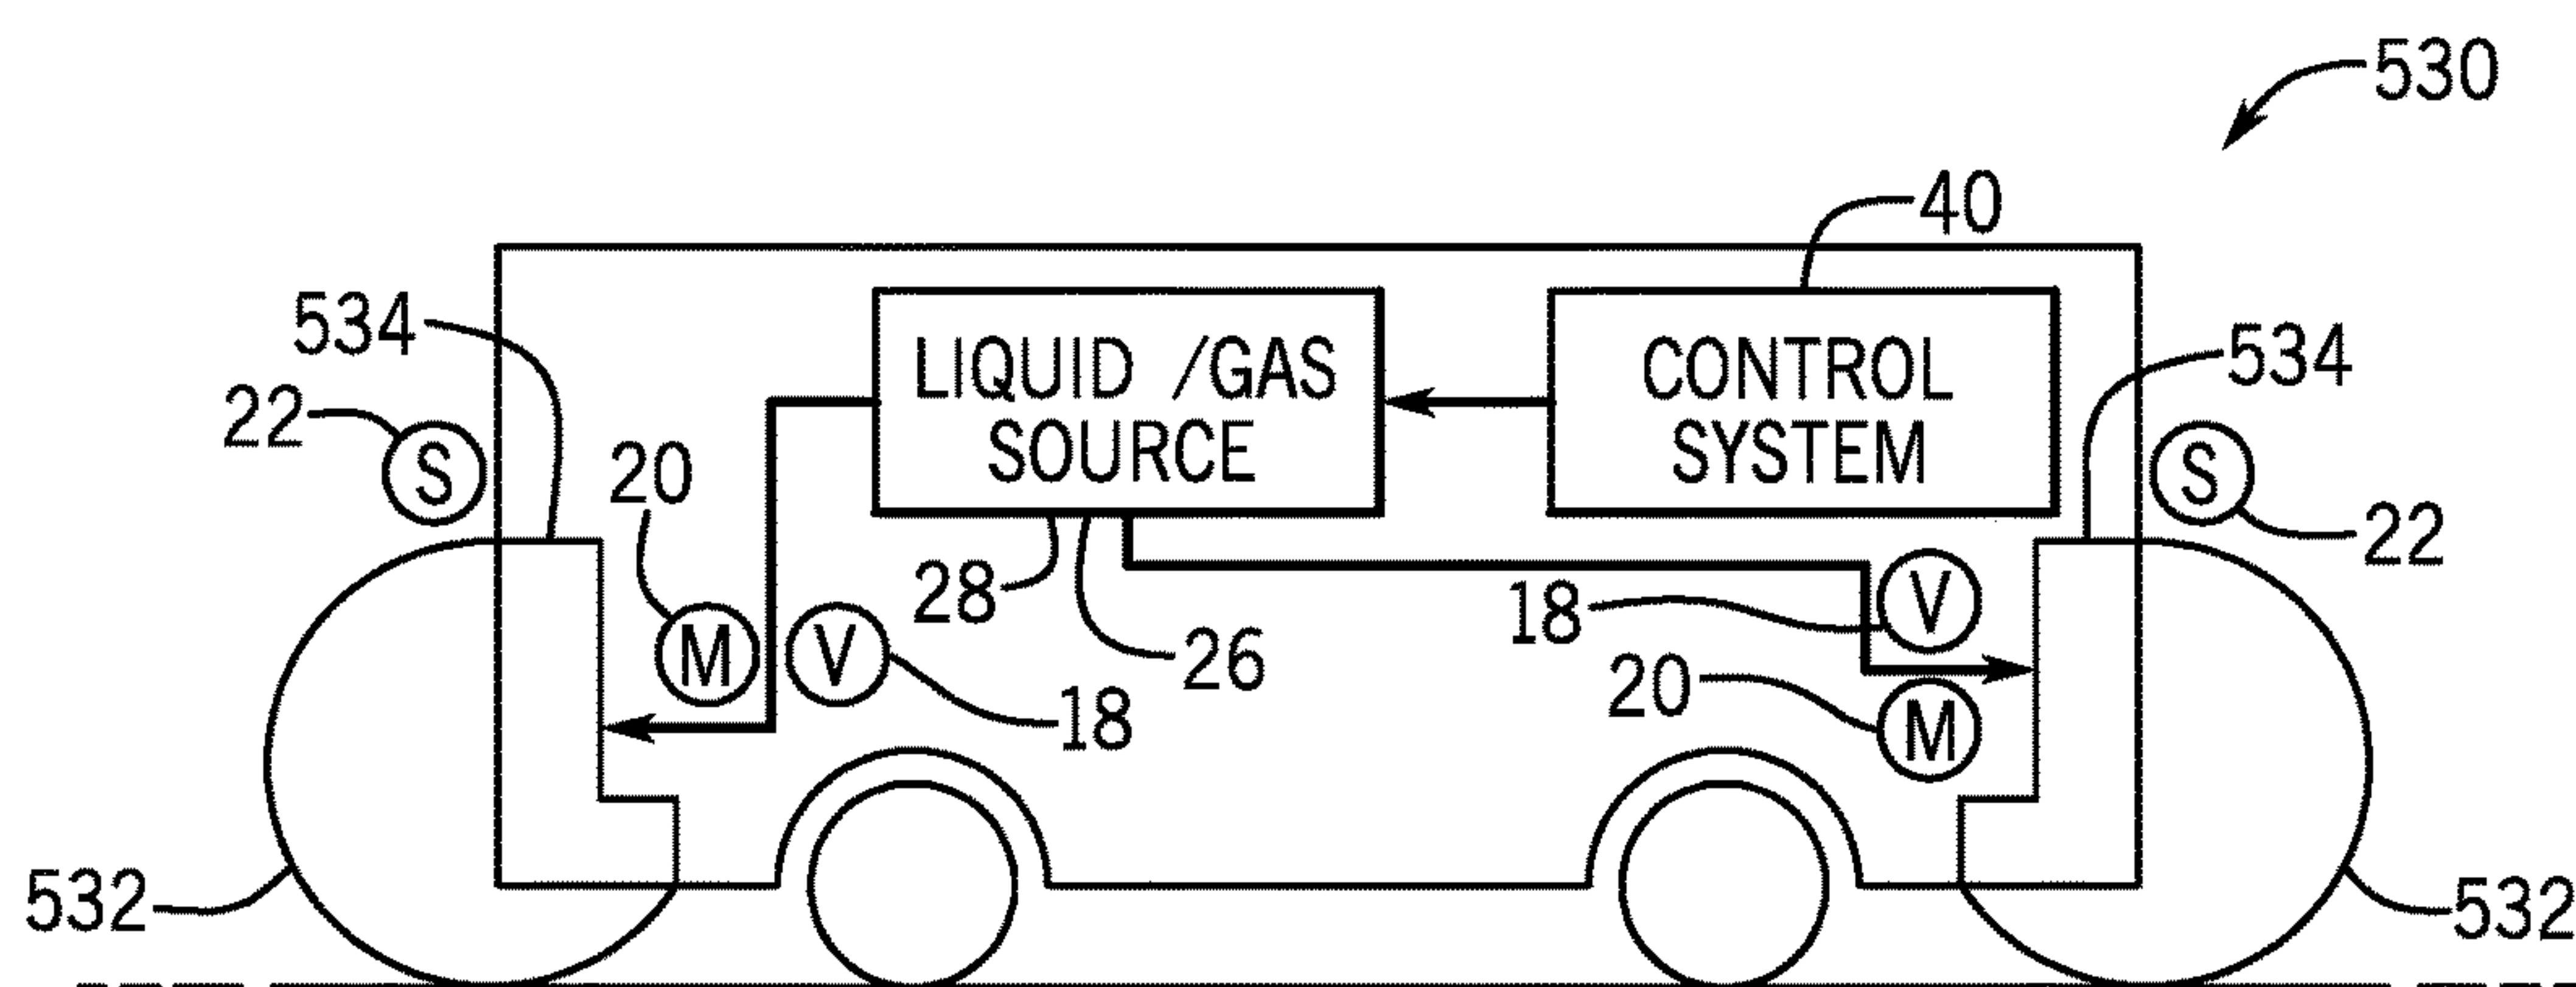 530
40
534
LIQUID /GAS
SOURCE
CONTROL
SYSTEM
534
22
S
20
S
22
28
18
V
M
V
26
20
18
M
532
532